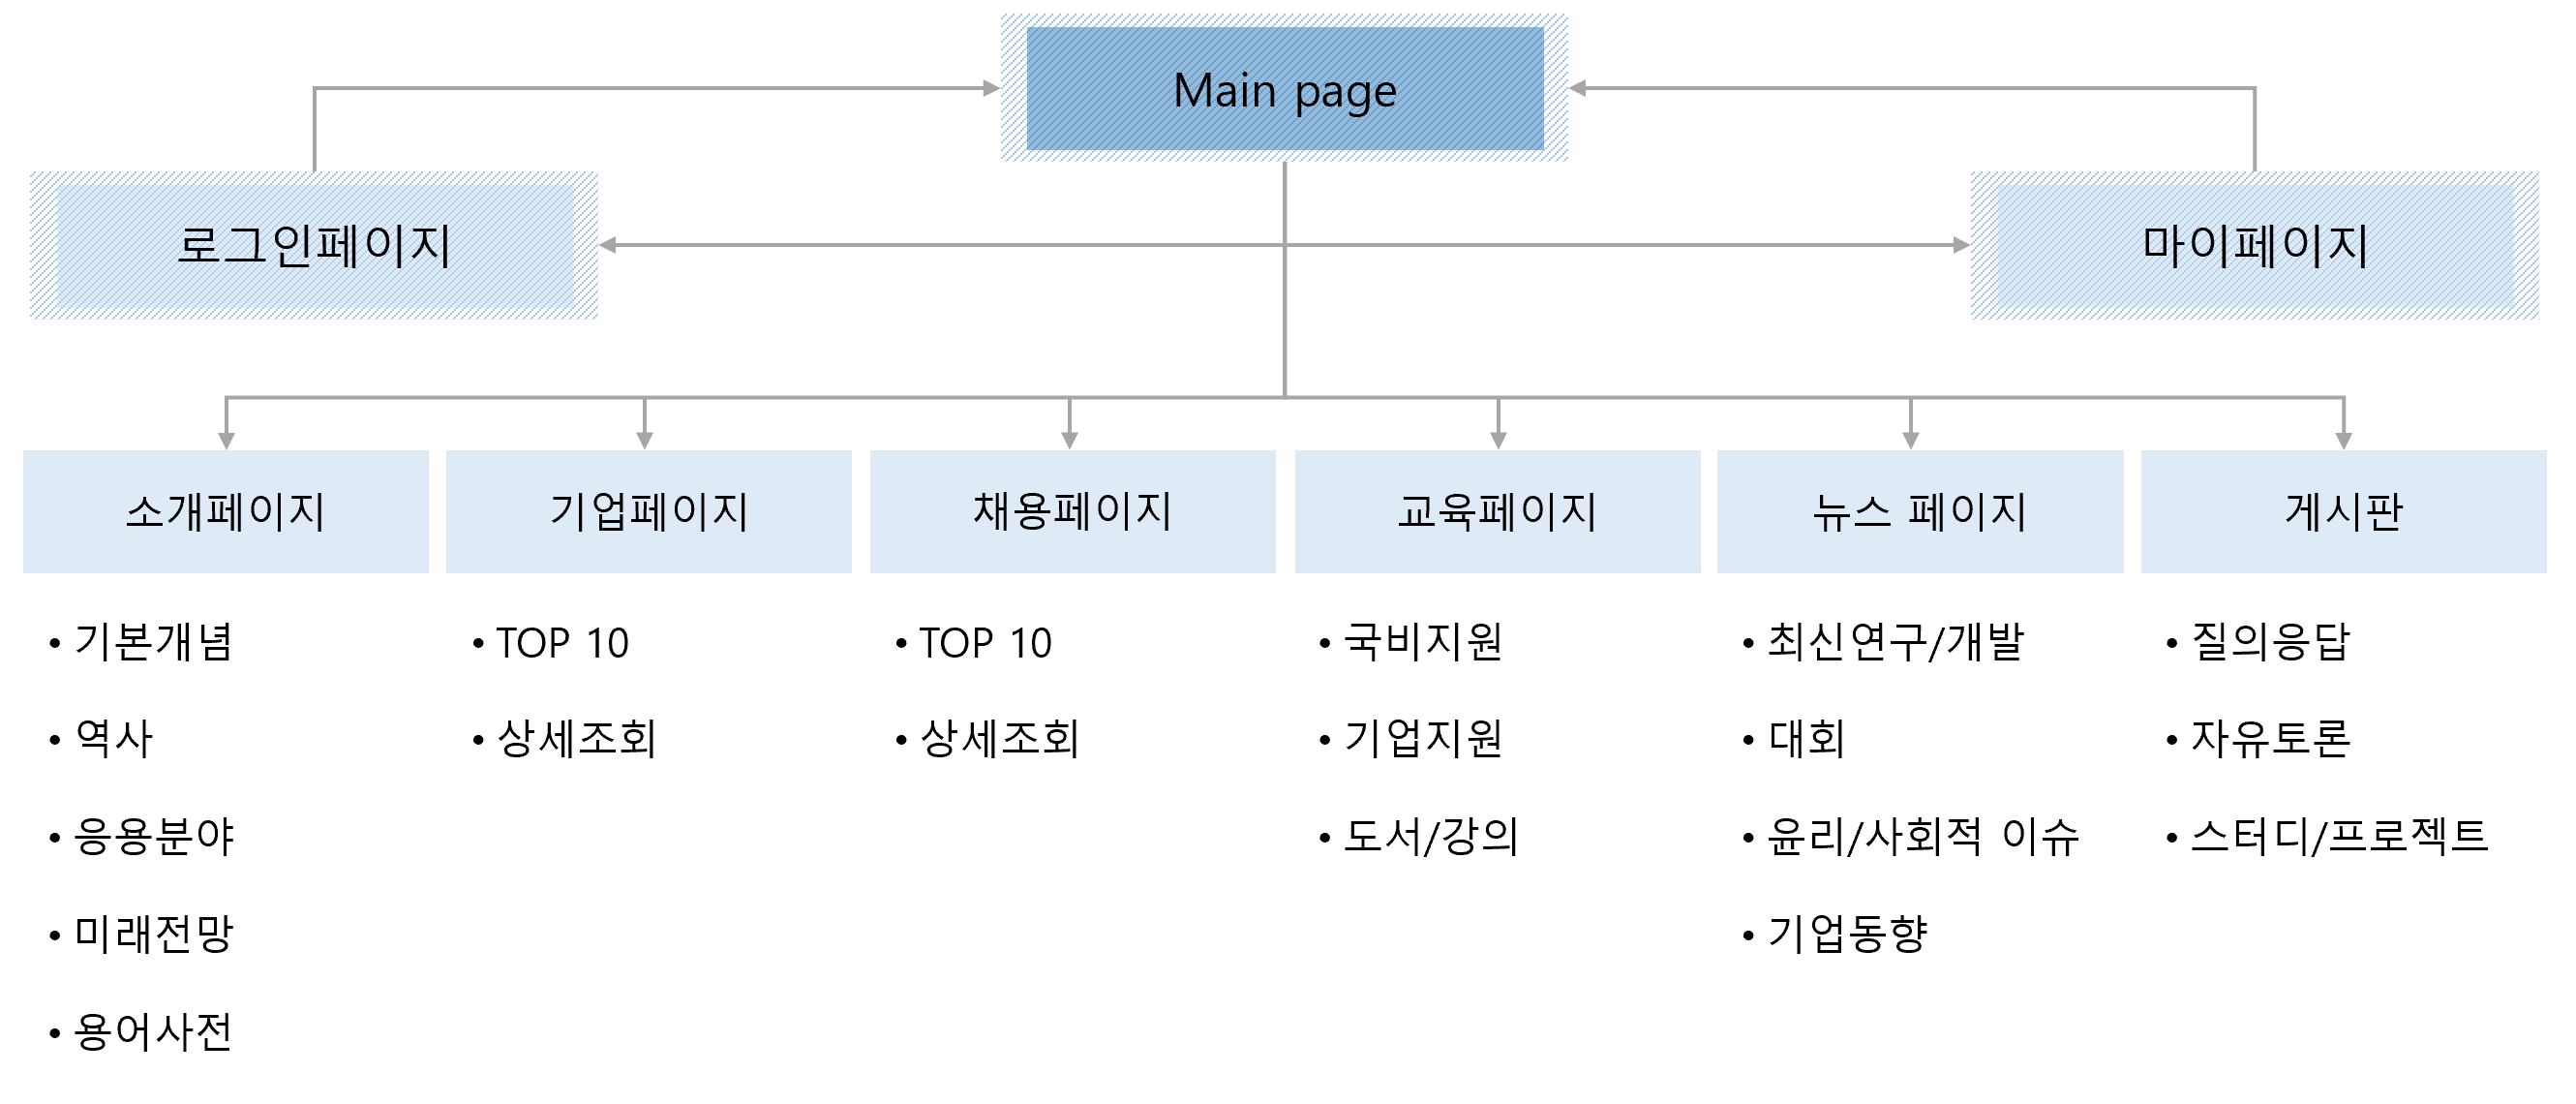 Main page
로그인페이지
마이페이지
소개페이지
기업페이지
채용페이지
교육페이지
뉴스 페이지
게시판
• 기본개념
• 역사
• 응용분야
• 미래전망
• 용어사전
• TOP 10
• 상세조회
• TOP 10
• 상세조회
• 국비지원
• 기업지원
• 도서/강의
• 최신연구/개발
• 대회
• 윤리/사회적 이슈
• 기업동향
• 질의응답
• 자유토론
• 스터디/프로젝트